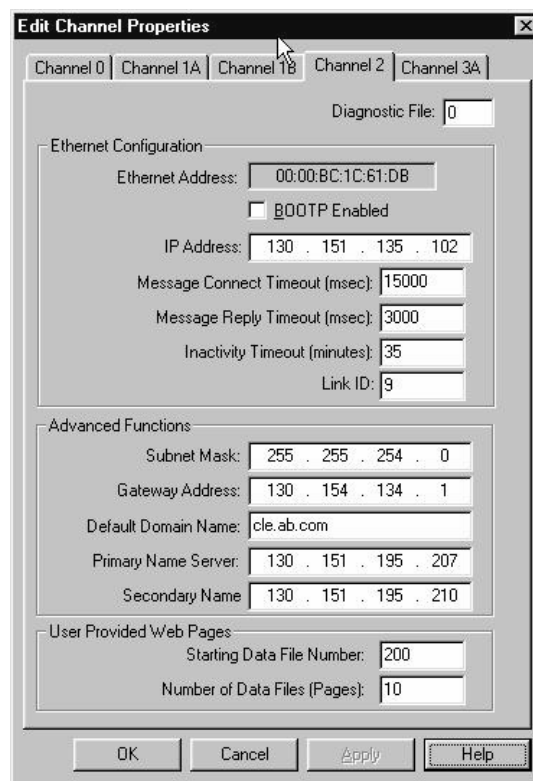 Edit Channel Properties
Channel 0 Channel 1A Channel 1B Channel 2 Channel 3A
Diagnostic File: 0
Ethernet Configuration
Ethernet Address: 00:00:BC:1C:61:DB
BOOTP Enabled
IP Address: 130 . 151 . 135 . 102
Message Connect Timeout (msec): 15000
Message Reply Timeout (msec): 3000
Inactivity Timeout (minutes): 35
Link ID: 9
Advanced Functions
Subnet Mask: 255 . 255 . 254 . 0
Gateway Address: 130 . 154 . 134 . 1
Default Domain Name: cle.ab.com
Primary Name Server: 130 . 151 . 195 . 207
Secondary Name 130 . 151 . 195 . 210
User Provided Web Pages
Starting Data File Number: 200
Number of Data Files (Pages): 10
OK Cancel Apply Help